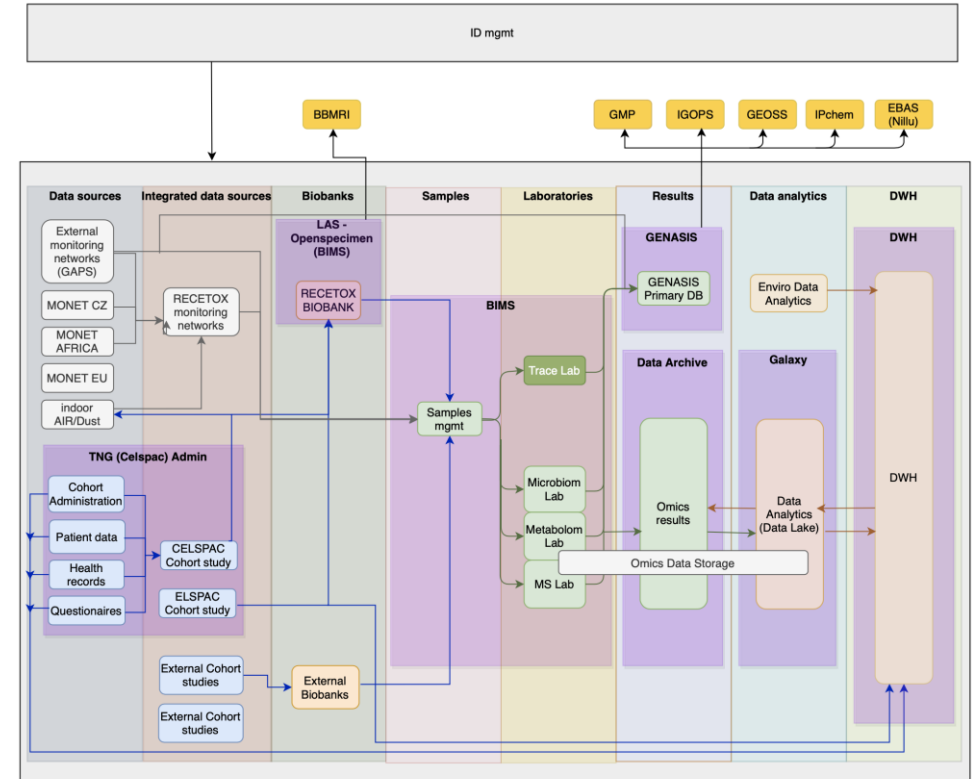 ID mgmt
BBMRI
GMP
IGOPS
GEOSS
IPchem
EBAS
(Nillu)
Data sources
Integrated data sources
Biobanks
Samples
Laboratories
Results
Data analytics
DWH
External
monitoring
networks
(GAPS)
MONET CZ
MONET
AFRICA
MONET EU
indoor
AIR/Dust
RECETOX
monitoring
networks
LAS -
Openspecimen
(BIMS)
RECETOX
BIOBANK
BIMS
Samples
mgmt
Trace Lab
Microbiom
Lab
Metabolom
Lab
MS Lab
GENASIS
GENASIS
Primary DB
Data Archive
Omics
results
Omics Data Storage
Enviro Data
Analytics
Galaxy
Data
Analytics
(Data Lake)
DWH
DWH
TNG (Celspac) Admin
Cohort
Administration
Patient data
Health
records
Questionaires
CELSPAC
Cohort study
ELSPAC
Cohort study
External Cohort
studies
External Cohort
studies
External
Biobanks